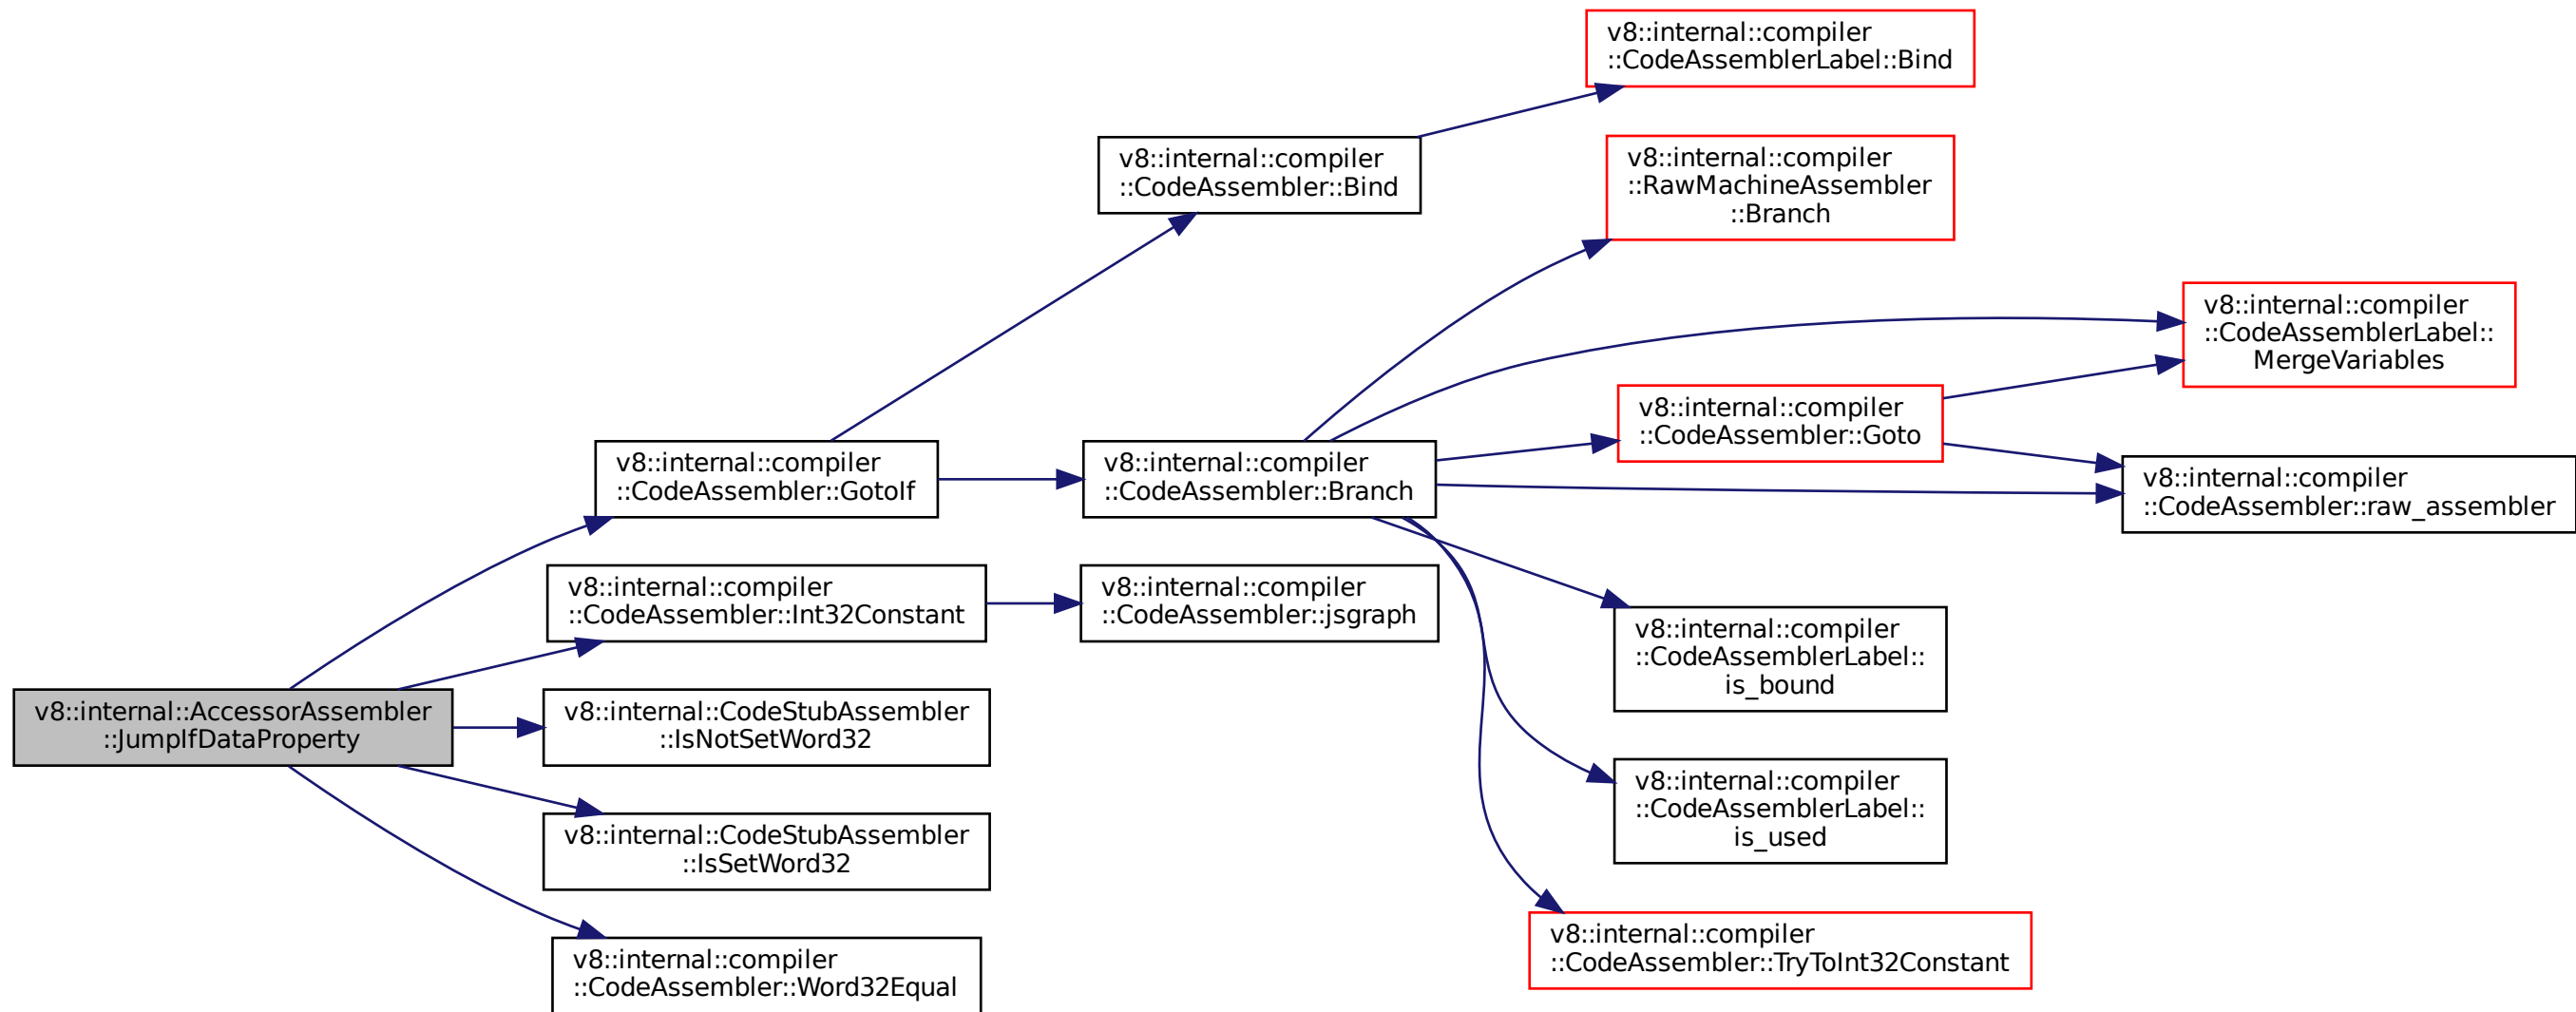 v8::internal::compiler
::CodeAssemblerLabel::Bind
v8::internal::compiler
::CodeAssembler::Bind
v8::internal::compiler
::RawMachineAssembler
::Branch
v8::internal::compiler
::CodeAssemblerLabel::
MergeVariables
v8::internal::compiler
::CodeAssembler::Goto
v8::internal::compiler
::CodeAssembler::GotoIf
v8::internal::compiler
::CodeAssembler::Branch
v8::internal::compiler
::CodeAssembler::raw_assembler
v8::internal::compiler
::CodeAssembler::Int32Constant
v8::internal::compiler
::CodeAssembler::jsgraph
v8::internal::compiler
::CodeAssemblerLabel::
is_bound
v8::internal::AccessorAssembler
::JumpIfDataProperty
v8::internal::CodeStubAssembler
::IsNotSetWord32
v8::internal::compiler
::CodeAssemblerLabel::
is_used
v8::internal::CodeStubAssembler
::IsSetWord32
v8::internal::compiler
::CodeAssembler::TryToInt32Constant
v8::internal::compiler
::CodeAssembler::Word32Equal